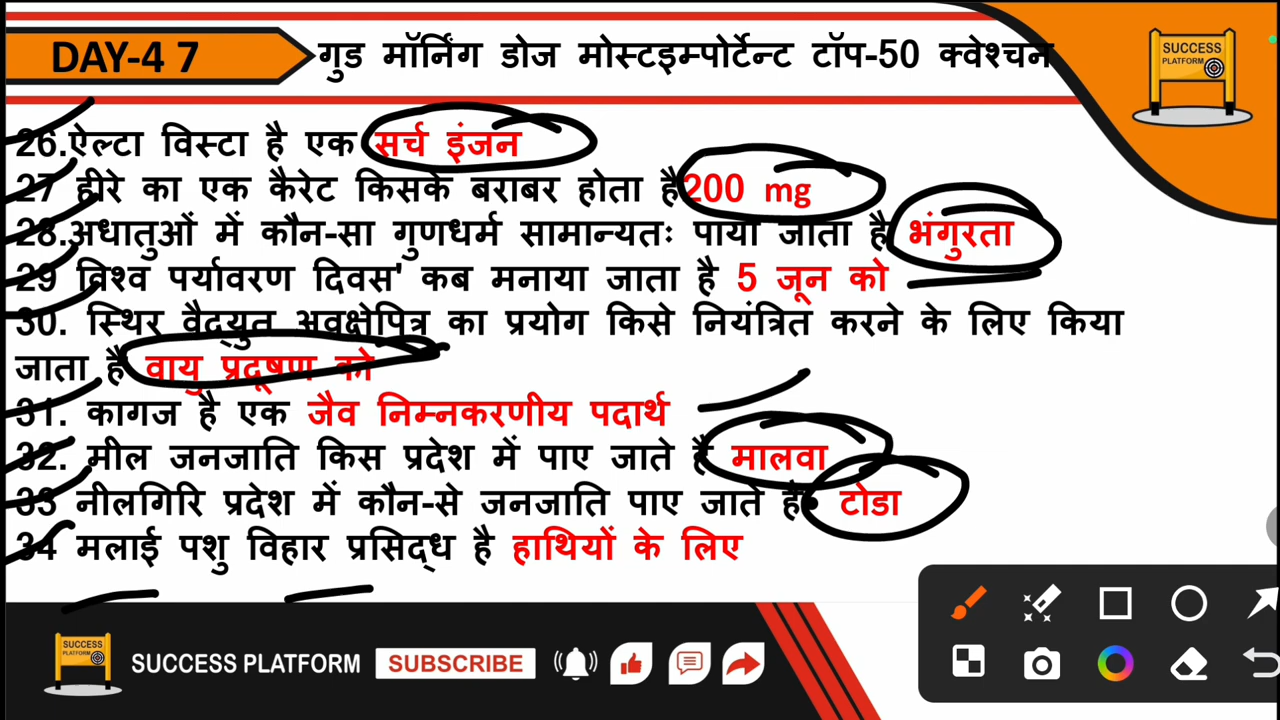 DAY-4 7
गुड मॉर्निंग डोज मोस्टइम्पोर्टेन्ट टॉप-50 क्वेश्चन
SUCCESS
PLATFORM
26.ऐल्टा विस्टा है एक सर्च इंजन
27 हीरे का एक कैरेट किसके बराबर होता है200 mg
28.अधातुओं में कौन-सा गुणधर्म सामान्यतः पाया जाता है भंगुरता
29 विश्व पर्यावरण दिवस' कब मनाया जाता है 5 जून को
30. स्थिर वैद्युत अवक्षेपित्र का प्रयोग किसे नियंत्रित करने के लिए किया
जाता है वायु प्रदूषण को
31. कागज है एक जैव निम्नकरणीय पदार्थ
32. मील जनजाति किस प्रदेश में पाए जाते है मालवा
33 नीलगिरि प्रदेश में कौन-से जनजाति पाए जाते है टोडा
34 मलाई पशु विहार प्रसिद्ध है हाथियों के लिए
SUCCESS
PLATFORM
SUCCESS PLATFORM SUBSCRIBE